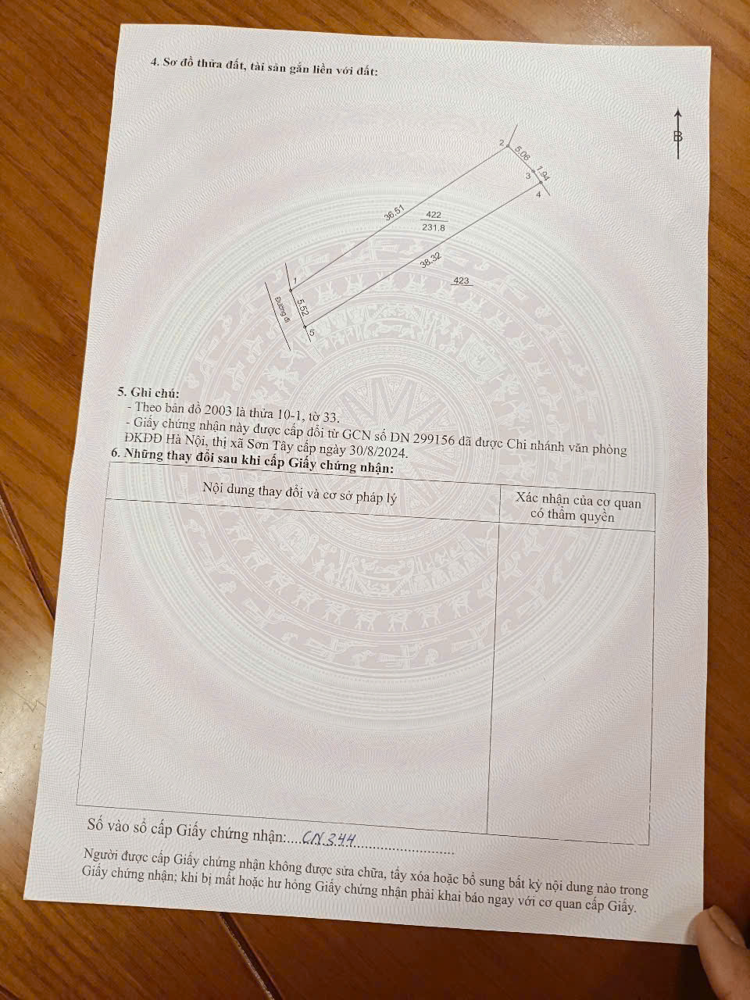 4. Sơ đồ thửa đất, tài sản gắn liền với đất:
B
2
5.06
1.94
3
4
36.51
422
231.8
38.32
423
1
5.52
Đường đi
5
5. Ghi chú:
- Theo bản đồ 2003 là thửa 10-1, tờ 33.
- Giấy chứng nhận này được cấp đổi từ GCN số DN 299156 đã được Chi nhánh văn phòng
ĐKĐĐ Hà Nội, thị xã Sơn Tây cấp ngày 30/8/2024.
6. Những thay đổi sau khi cấp Giấy chứng nhận:
Nội dung thay đổi và cơ sở pháp lý
Xác nhận của cơ quan
có thẩm quyền
Số vào sổ cấp Giấy chứng nhận:....CN.344....
Người được cấp Giấy chứng nhận không được sửa chữa, tẩy xóa hoặc bổ sung bất kỳ nội dung nào trong
Giấy chứng nhận; khi bị mất hoặc hư hỏng Giấy chứng nhận phải khai báo ngay với cơ quan cấp Giấy.